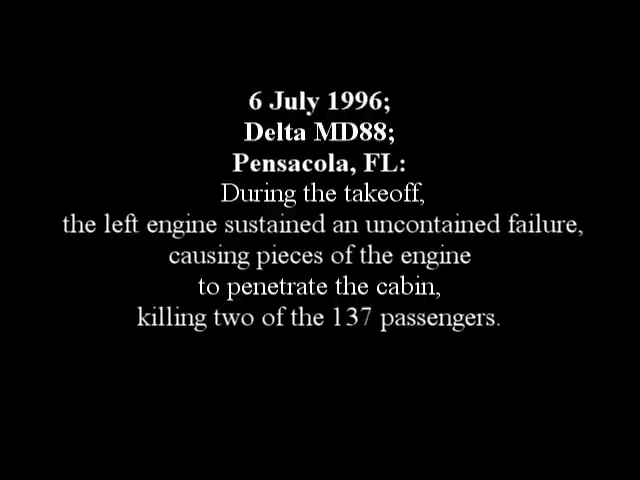 6 July 1996;
Delta MD88;
Pensacola, FL:
During the takeoff,
the left engine sustained an uncontained failure,
causing pieces of the engine
to penetrate the cabin,
killing two of the 137 passengers.